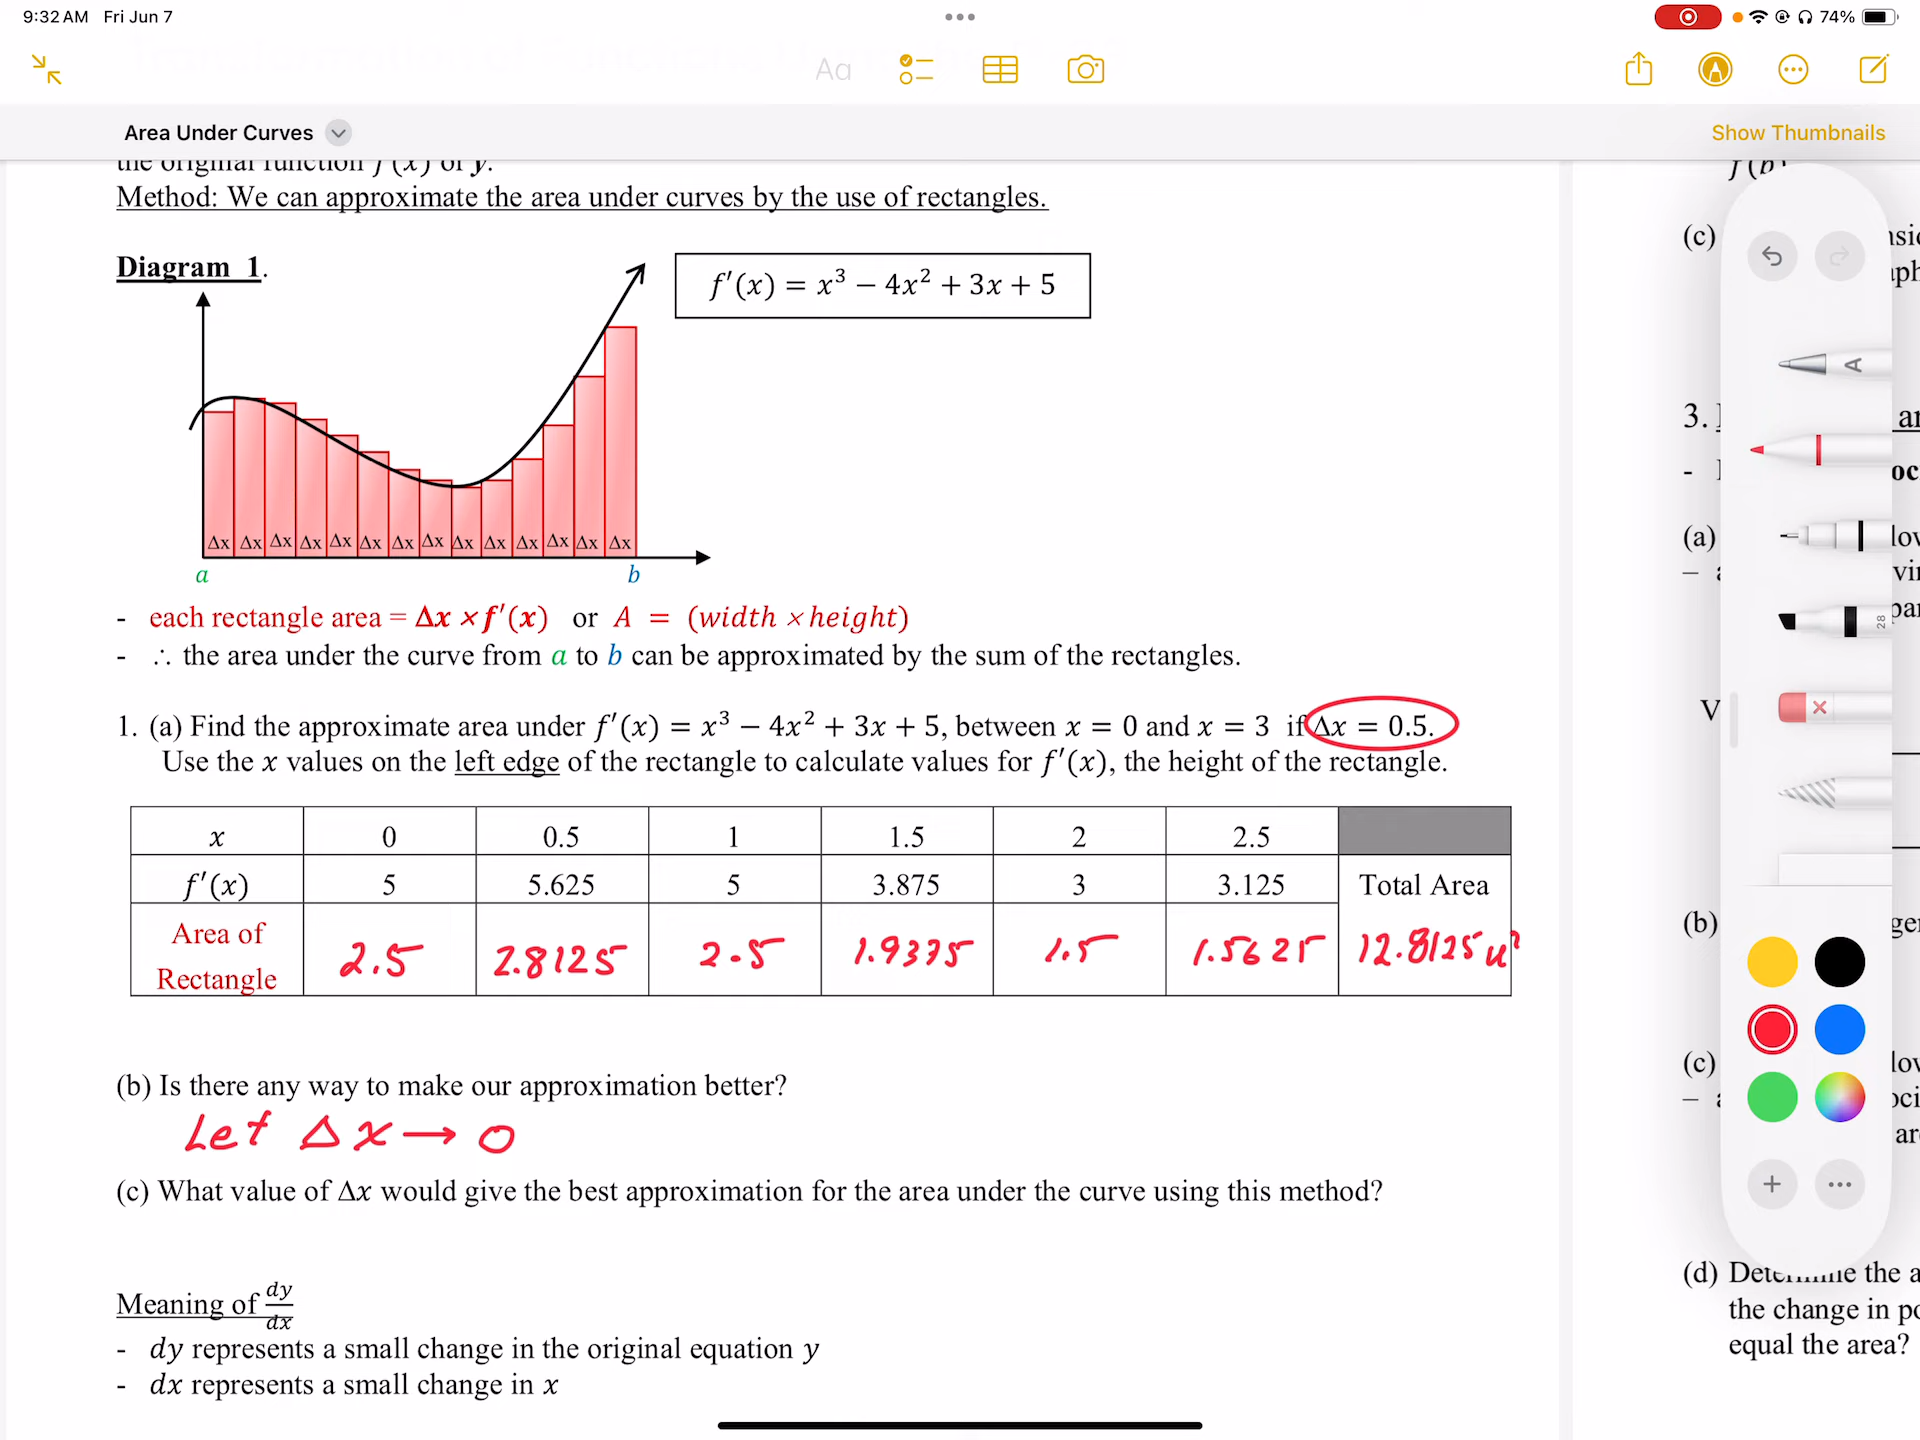 9:32 AM Fri Jun 7
74%
Aa
Area Under Curves
Show Thumbnails
the original function f(x) or y.
Method: We can approximate the area under curves by the use of rectangles.
Diagram 1.
f′(x) = x³ − 4x² + 3x + 5
Δx Δx Δx Δx Δx Δx Δx Δx Δx Δx Δx Δx Δx Δx
a b
- each rectangle area = Δx × f′(x) or A = (width × height)
- ∴ the area under the curve from a to b can be approximated by the sum of the rectangles.
1. (a) Find the approximate area under f′(x) = x³ − 4x² + 3x + 5, between x = 0 and x = 3 if Δx = 0.5.
Use the x values on the left edge of the rectangle to calculate values for f′(x), the height of the rectangle.
x 0 0.5 1 1.5 2 2.5
f′(x) 5 5.625 5 3.875 3 3.125 Total Area
Area of
Rectangle 2.5 2.8125 2.5 1.9375 1.5 1.5625 12.8125 u²
(b) Is there any way to make our approximation better?
Let Δx → 0
(c) What value of Δx would give the best approximation for the area under the curve using this method?
Meaning of dy/dx
- dy represents a small change in the original equation y
- dx represents a small change in x
(c)
3.
-
(a)
–
V
(b)
(c)
–
(d) Determine the a
the change in po
equal the area?
A
28